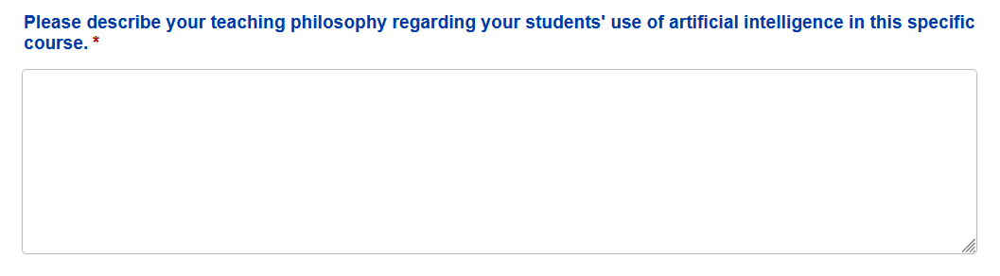 Please describe your teaching philosophy regarding your students' use of artificial intelligence in this specific
course. *